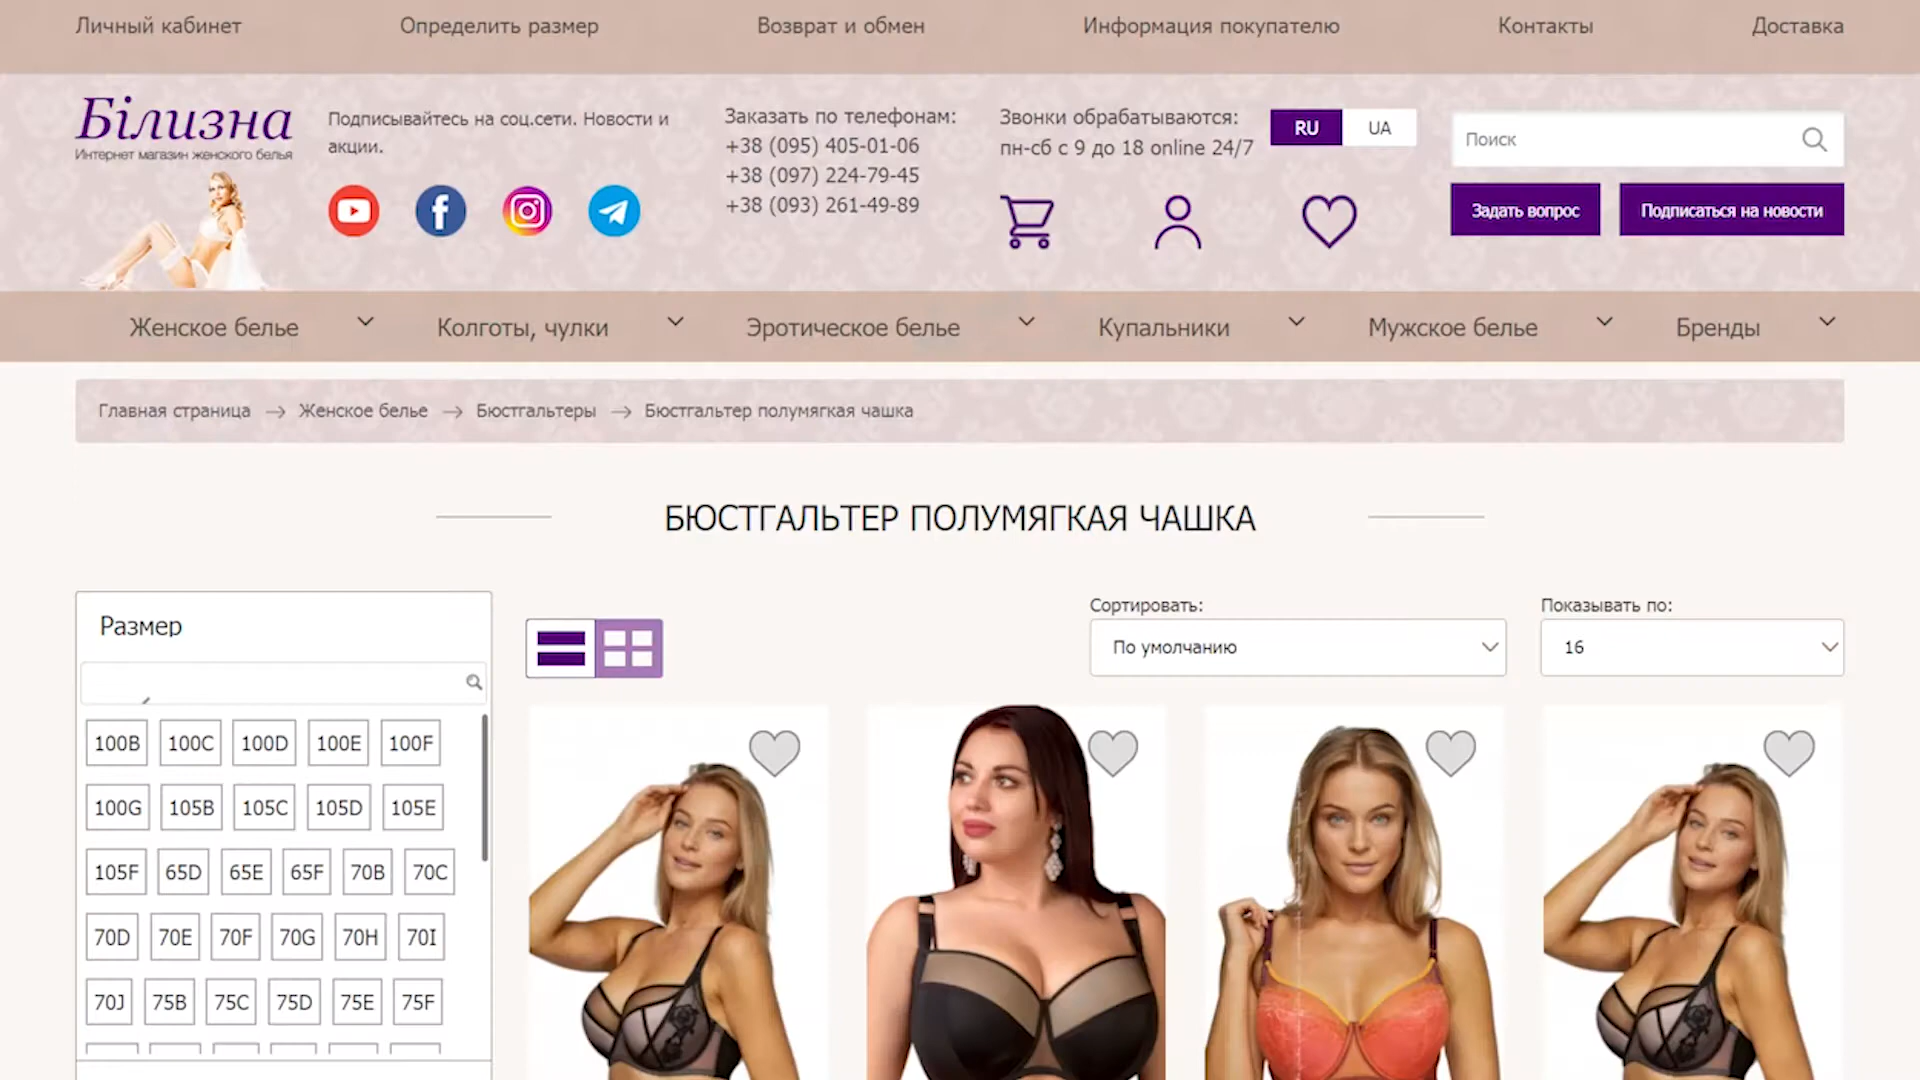 Личный кабинет
Определить размер
Возврат и обмен
Информация покупателю
Контакты
Доставка
Білизна
Интернет магазин женского белья
Подписывайтесь на соц.сети. Новости и
акции.
Заказать по телефонам:
+38 (095) 405-01-06
+38 (097) 224-79-45
+38 (093) 261-49-89
Звонки обрабатываются:
пн-сб с 9 до 18 online 24/7
RU
UA
Поиск
Задать вопрос
Подписаться на новости
Женское белье
Колготы, чулки
Эротическое белье
Купальники
Мужское белье
Бренды
Главная страница → Женское белье → Бюстгальтеры → Бюстгальтер полумягкая чашка
БЮСТГАЛЬТЕР ПОЛУМЯГКАЯ ЧАШКА
Размер
100B 100C 100D 100E 100F
100G 105B 105C 105D 105E
105F 65D 65E 65F 70B 70C
70D 70E 70F 70G 70H 70I
70J 75B 75C 75D 75E 75F
Сортировать:
По умолчанию
Показывать по:
16